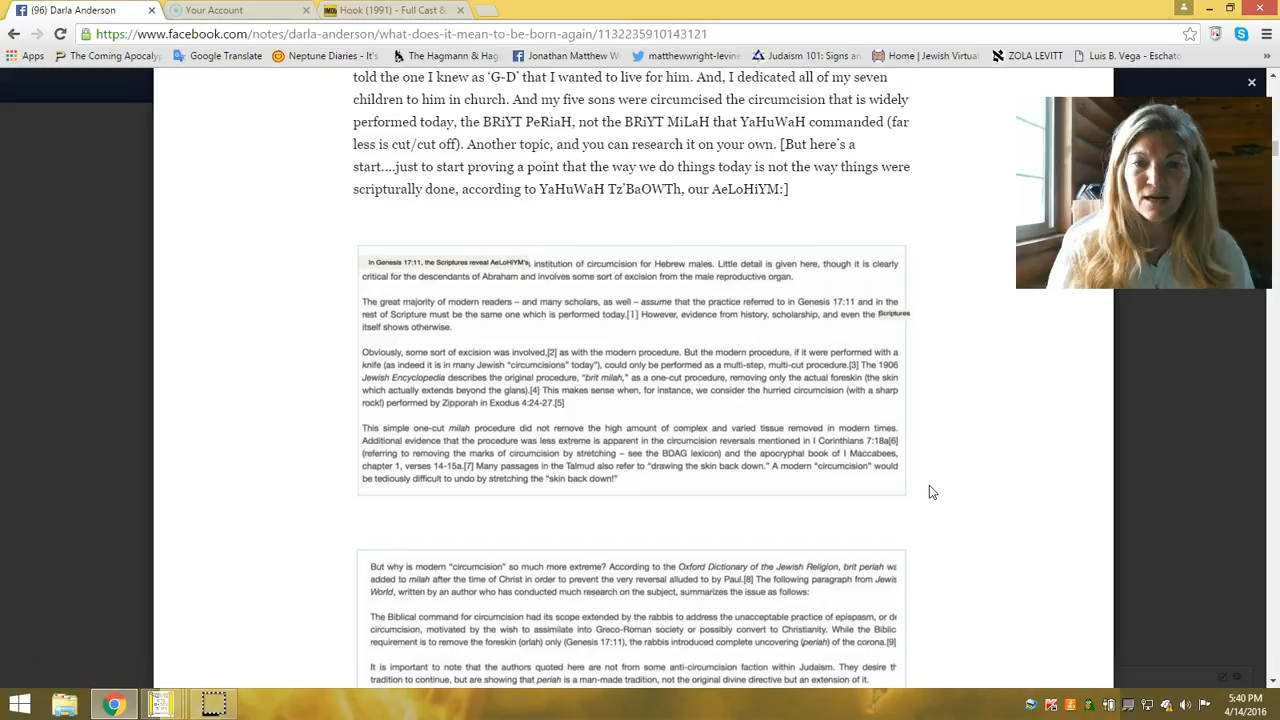 (96) Darla Anderson
Your Account
Hook (1991) - Full Cast &
https://www.facebook.com/notes/darla-anderson/what-does-it-mean-to-be-born-again/1132235910143121
Apps
The Coming Apocalyp
Google Translate
Neptune Diaries - It's
The Hagmann & Hag
Jonathan Matthew W
matthewwright-livingt
Judaism 101: Signs an
Home | Jewish Virtual
ZOLA LEVITT
Luis B. Vega - Eschato
told the one I knew as ‘G-D’ that I wanted to live for him. And, I dedicated all of my seven
children to him in church. And my five sons were circumcised the circumcision that is widely
performed today, the BRiYT PeRiaH, not the BRiYT MiLaH that YaHuWaH commanded (far
less is cut/cut off). Another topic, and you can research it on your own. [But here’s a
start....just to start proving a point that the way we do things today is not the way things were
scripturally done, according to YaHuWaH Tz’BaOWTh, our AeLoHiYM:]
In Genesis 17:11, the Scriptures reveal AeLoHiYM's, institution of circumcision for Hebrew males. Little detail is given here, though it is clearly
critical for the descendants of Abraham and involves some sort of excision from the male reproductive organ.
The great majority of modern readers – and many scholars, as well – assume that the practice referred to in Genesis 17:11 and in the
rest of Scripture must be the same one which is performed today.[1] However, evidence from history, scholarship, and even the Scriptures
itself shows otherwise.
Obviously, some sort of excision was involved,[2] as with the modern procedure. But the modern procedure, if it were performed with a
knife (as indeed it is in many Jewish “circumcisions” today”), could only be performed as a multi-step, multi-cut procedure.[3] The 1906
Jewish Encyclopedia describes the original procedure, “brit milah,” as a one-cut procedure, removing only the actual foreskin (the skin
which actually extends beyond the glans).[4] This makes sense when, for instance, we consider the hurried circumcision (with a sharp
rock!) performed by Zipporah in Exodus 4:24-27.[5]
This simple one-cut milah procedure did not remove the high amount of complex and varied tissue removed in modern times.
Additional evidence that the procedure was less extreme is apparent in the circumcision reversals mentioned in I Corinthians 7:18a[6]
(referring to removing the marks of circumcision by stretching – see the BDAG lexicon) and the apocryphal book of I Maccabees,
chapter 1, verses 14-15a.[7] Many passages in the Talmud also refer to “drawing the skin back down.” A modern “circumcision” would
be tediously difficult to undo by stretching the “skin back down!”
But why is modern “circumcision” so much more extreme? According to the Oxford Dictionary of the Jewish Religion, brit periah wa
added to milah after the time of Christ in order to prevent the very reversal alluded to by Paul.[8] The following paragraph from Jewis
World, written by an author who has conducted much research on the subject, summarizes the issue as follows:
The Biblical command for circumcision had its scope extended by the rabbis to address the unacceptable practice of epispasm, or de
circumcision, motivated by the wish to assimilate into Greco-Roman society or possibly convert to Christianity. While the Biblic
requirement is to remove the foreskin (orlah) only (Genesis 17:11), the rabbis introduced complete uncovering (periah) of the corona.[9]
It is important to note that the authors quoted here are not from some anti-circumcision faction within Judaism. They desire th
tradition to continue, but are showing that periah is a man-made tradition, not the original divine directive but an extension of it.
5:40 PM
4/14/2016